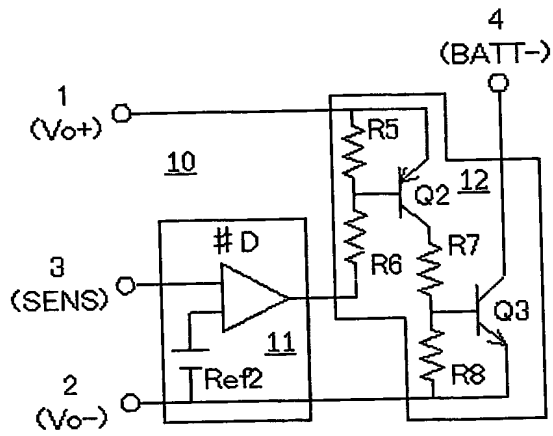 4
(BATT-)
1
(Vo+)
R5
10
Q2
12
#D
R6
R7
3
(SENS)
Q3
11
Ref2
R8
2
(Vo-)